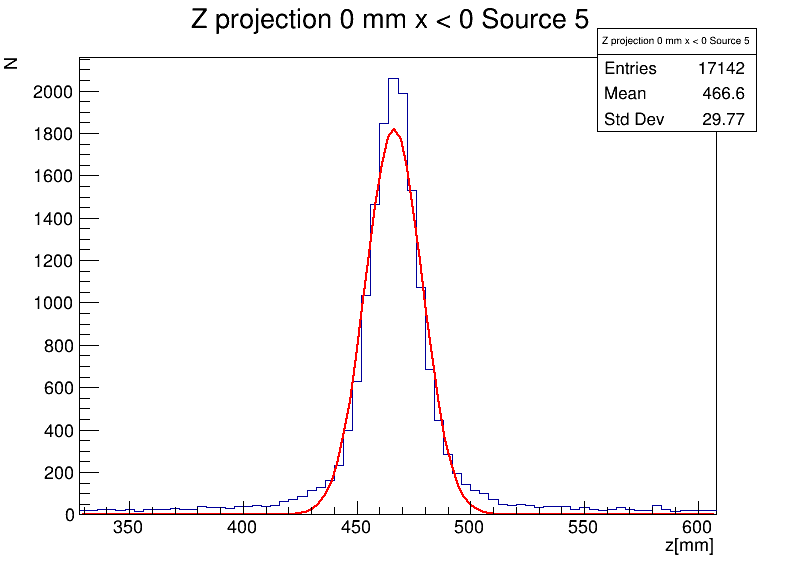 Z projection 0 mm x < 0 Source 5
Z projection 0 mm x < 0 Source 5
Entries 17142
Mean 466.6
Std Dev 29.77
N
2000
1800
1600
1400
1200
1000
800
600
400
200
0
350 400 450 500 550 600
z[mm]